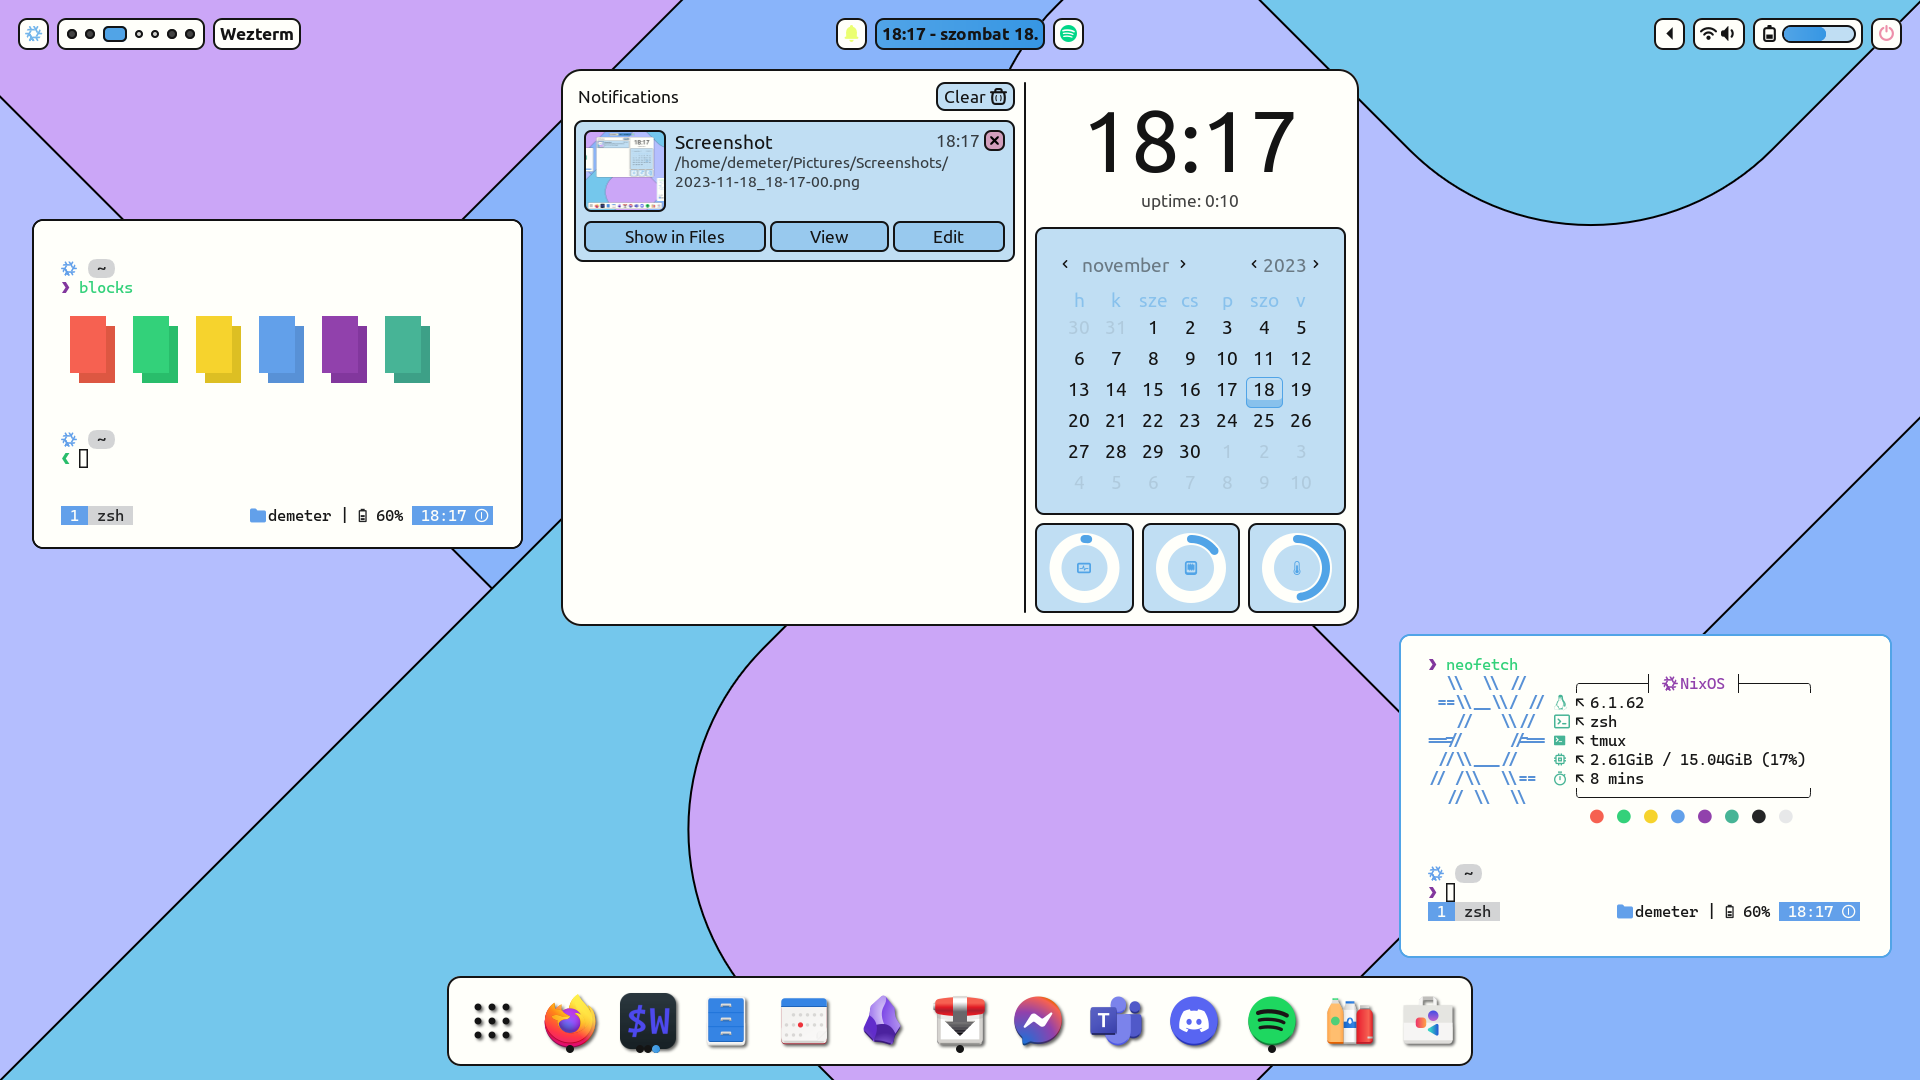 Wezterm
18:17 - szombat 18.
Notifications
Clear
Screenshot
18:17
/home/demeter/Pictures/Screenshots/
2023-11-18_18-17-00.png
Show in Files
View
Edit
18:17
uptime: 0:10
november
2023
h k sze cs p szo v
30 31 1 2 3 4 5
6 7 8 9 10 11 12
13 14 15 16 17 18 19
20 21 22 23 24 25 26
27 28 29 30 1 2 3
4 5 6 7 8 9 10
~
❯ blocks
~
❮
1 zsh
demeter | 60% 18:17
❯ neofetch
NixOS
6.1.62
zsh
tmux
2.61GiB / 15.04GiB (17%)
8 mins
~
❯
1 zsh
demeter | 60% 18:17
$W
T